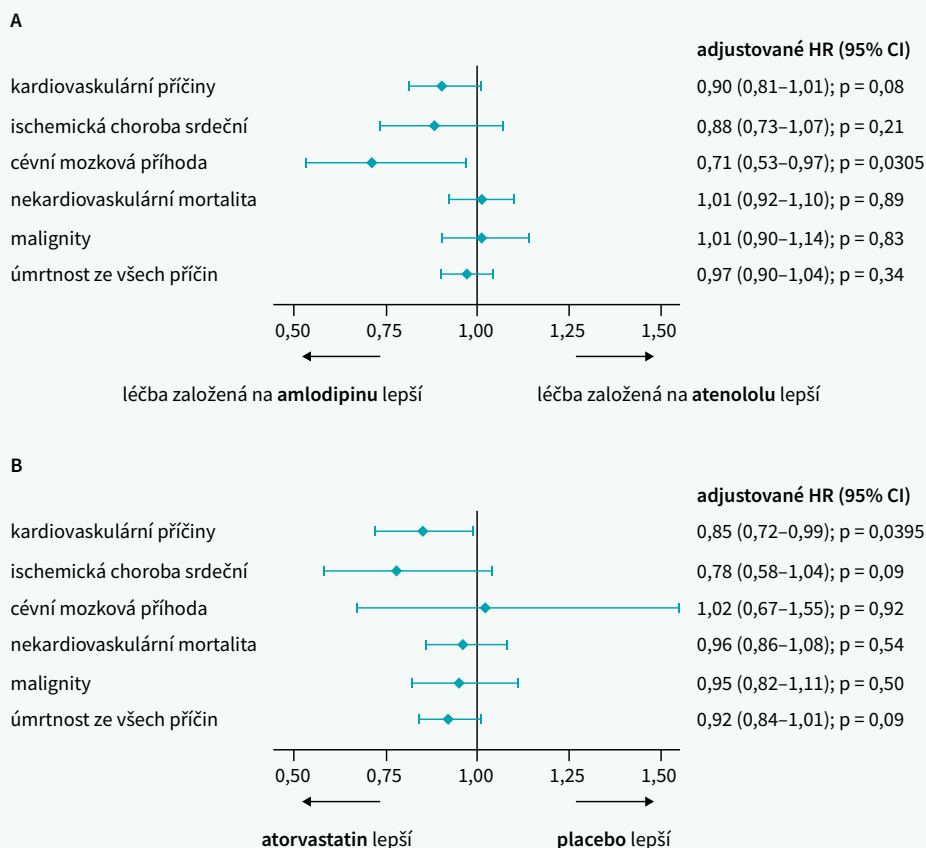 A
adjustované HR (95% CI)
kardiovaskulární příčiny 0,90 (0,81–1,01); p = 0,08
ischemická choroba srdeční 0,88 (0,73–1,07); p = 0,21
cévní mozková příhoda 0,71 (0,53–0,97); p = 0,0305
nekardiovaskulární mortalita 1,01 (0,92–1,10); p = 0,89
malignity 1,01 (0,90–1,14); p = 0,83
úmrtnost ze všech příčin 0,97 (0,90–1,04); p = 0,34
0,50 0,75 1,00 1,25 1,50
léčba založená na amlodipinu lepší léčba založená na atenololu lepší
B
adjustované HR (95% CI)
kardiovaskulární příčiny 0,85 (0,72–0,99); p = 0,0395
ischemická choroba srdeční 0,78 (0,58–1,04); p = 0,09
cévní mozková příhoda 1,02 (0,67–1,55); p = 0,92
nekardiovaskulární mortalita 0,96 (0,86–1,08); p = 0,54
malignity 0,95 (0,82–1,11); p = 0,50
úmrtnost ze všech příčin 0,92 (0,84–1,01); p = 0,09
0,50 0,75 1,00 1,25 1,50
atorvastatin lepší placebo lepší